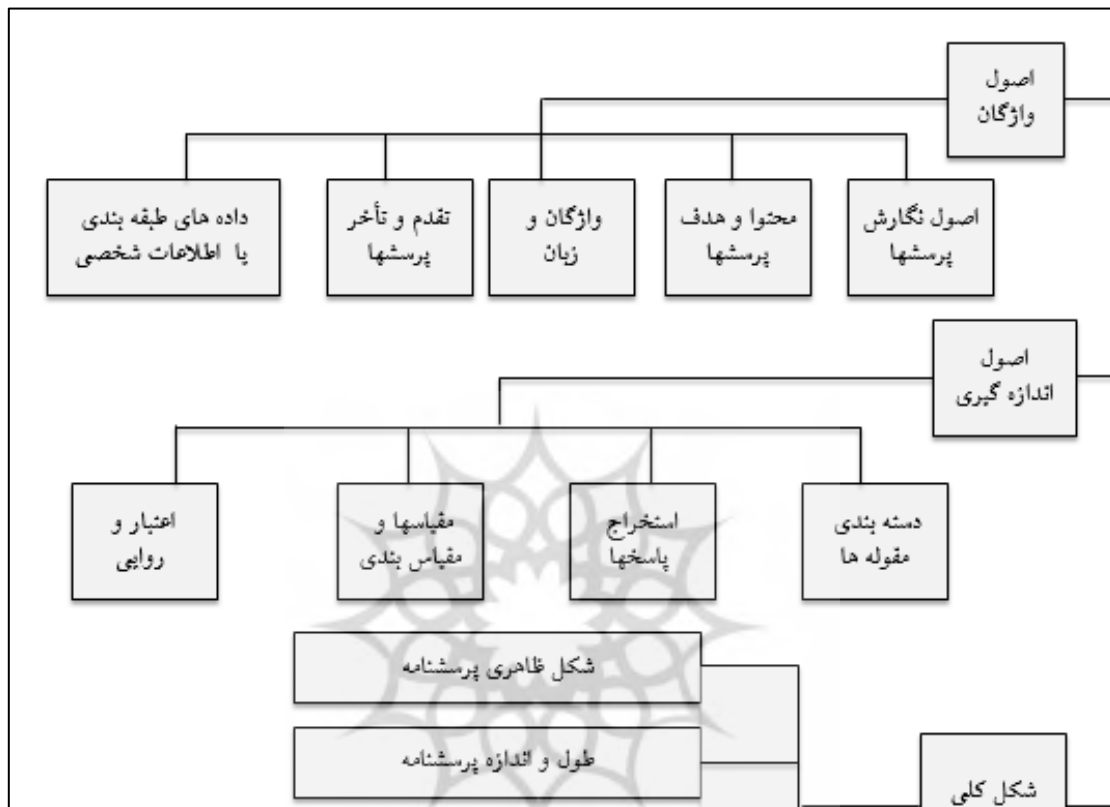 اصول
واژگان
اصول نگارش
پرسشها
محتوا و هدف
پرسشها
واژگان و
زبان
تقدم و تأخر
پرسشها
داده های طبقه بندی
یا اطلاعات شخصی
اصول
اندازه گیری
دسته بندی
مقوله ها
استخراج
پاسخها
مقیاسها و
مقیاس بندی
اعتبار و
روایی
شکل ظاهری پرسشنامه
طول و اندازه پرسشنامه
شکل کلی